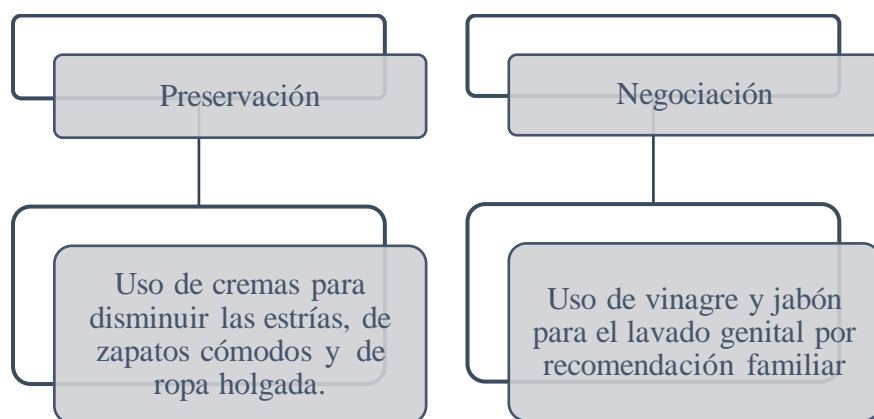 Preservación
Uso de cremas para
disminuir las estrías, de
zapatos cómodos y de
ropa holgada.
Negociación
Uso de vinagre y jabón
para el lavado genital por
recomendación familiar